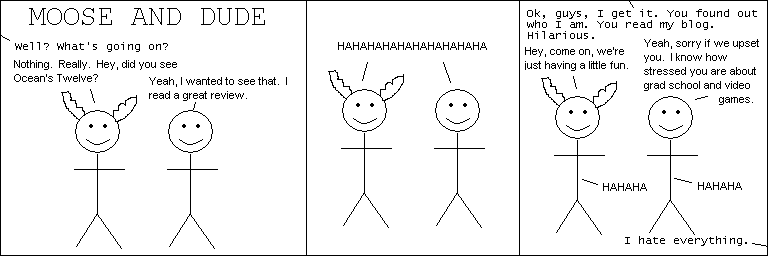 MOOSE AND DUDE
Well? What's going on?
Nothing. Really. Hey, did you see
Ocean's Twelve?
Yeah, I wanted to see that. I
read a great review.
HAHAHAHAHAHAHAHAHAHA
Ok, guys, I get it. You found out
who I am. You read my blog.
Hilarious.
Hey, come on, we're
just having a little fun.
Yeah, sorry if we upset
you. I know how
stressed you are about
grad school and video
games.
HAHAHA
HAHAHA
I hate everything.